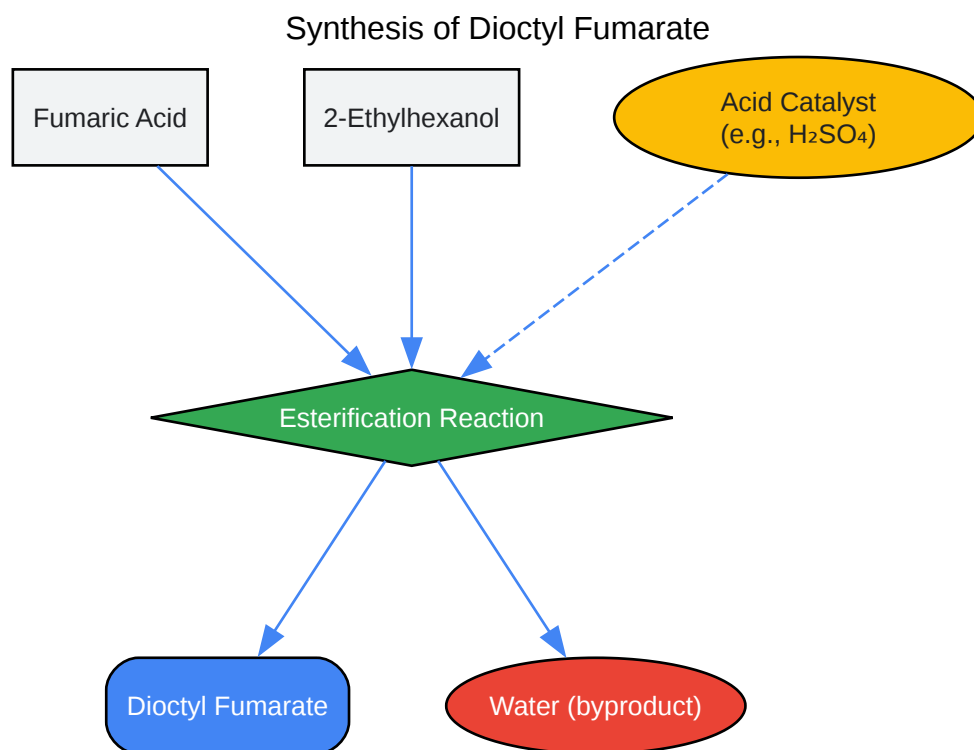 Synthesis of Dioctyl Fumarate
Fumaric Acid
2-Ethylhexanol
Acid Catalyst
(e.g., H₂SO₄)
Esterification Reaction
Dioctyl Fumarate
Water (byproduct)